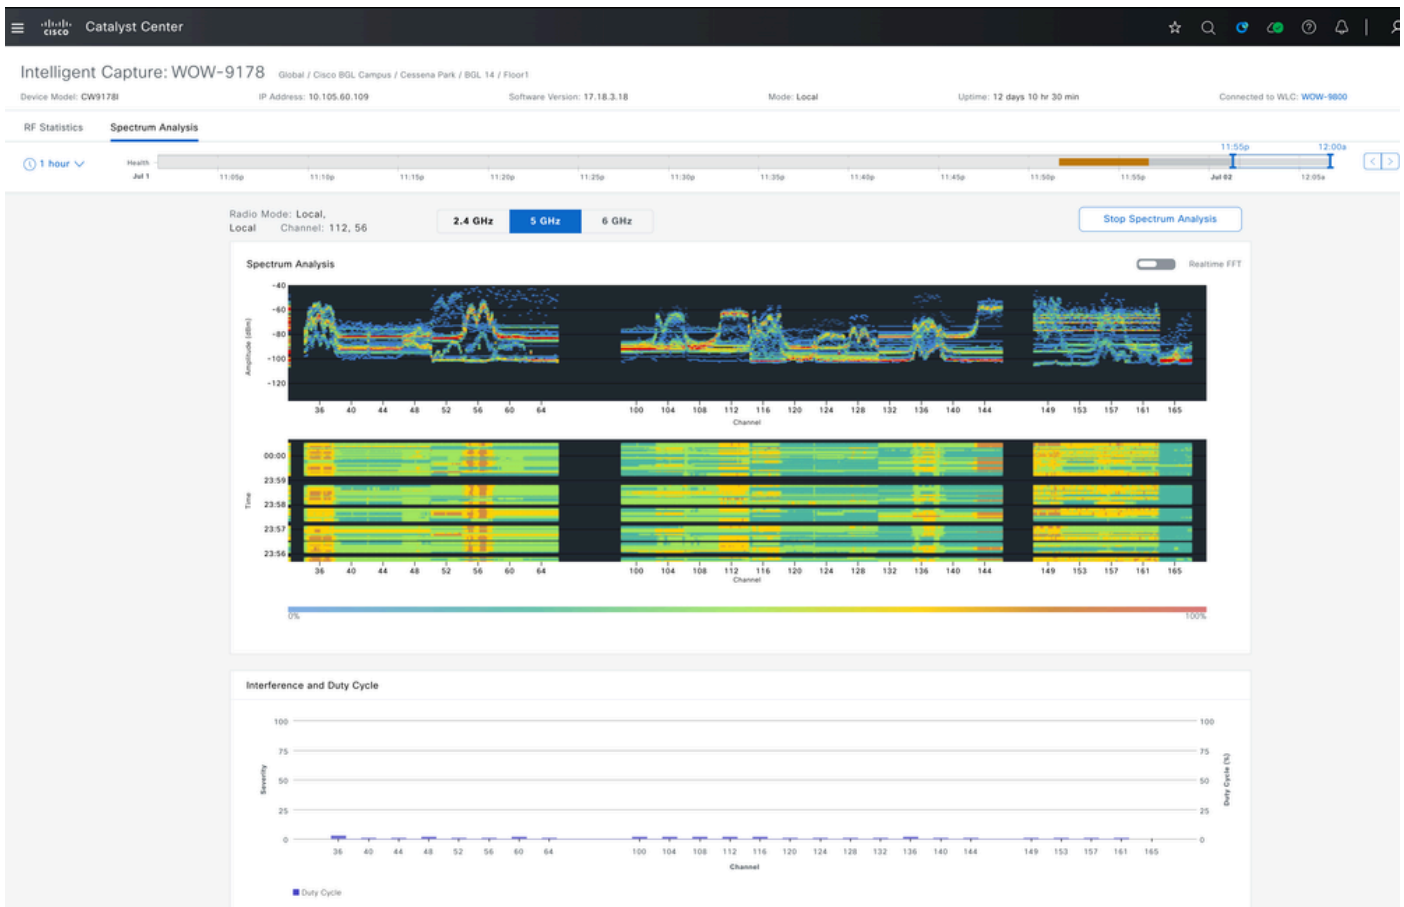 CISCO Catalyst Center
Intelligent Capture: WOW-9178 Global / Cisco BGL Campus / Cessena Park / BGL 14 / Floor1
Device Model: CW9178I IP Address: 10.105.60.109 Software Version: 17.18.3.18 Mode: Local Uptime: 12 days 10 hr 30 min Connected to WLC: WOW-9800
RF Statistics Spectrum Analysis
11:55p 12:00a
1 hour Health
Jul 1 11:05p 11:10p 11:15p 11:20p 11:25p 11:30p 11:35p 11:40p 11:45p 11:50p 11:55p Jul 02 12:05a
Radio Mode: Local,
Local Channel: 112, 56
2.4 GHz 5 GHz 6 GHz
Stop Spectrum Analysis
Spectrum Analysis Realtime FFT
Amplitude (dBm)
-40
-60
-80
-100
-120
36 40 44 48 52 56 60 64 100 104 108 112 116 120 124 128 132 136 140 144 149 153 157 161 165
Channel
Time
00:00
23:59
23:58
23:57
23:56
36 40 44 48 52 56 60 64 100 104 108 112 116 120 124 128 132 136 140 144 149 153 157 161 165
Channel
0% 100%
Interference and Duty Cycle
Severity
100 100
75 75
50 50
25 25
0 0
Duty Cycle (%)
36 40 44 48 52 56 60 64 100 104 108 112 116 120 124 128 132 136 140 144 149 153 157 161 165
Channel
Duty Cycle